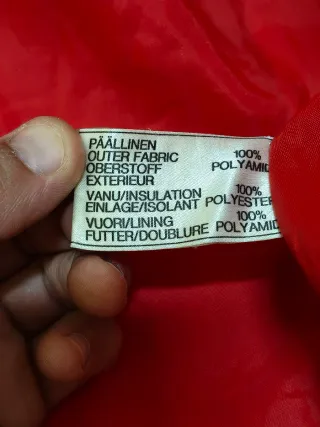 PÄÄLLINEN
OUTER FABRIC 100%
OBERSTOFF POLYAMID
EXTERIEUR
VANU/INSULATION 100%
EINLAGE/ISOLANT POLYESTER
VUORI/LINING 100%
FUTTER/DOUBLURE POLYAMID